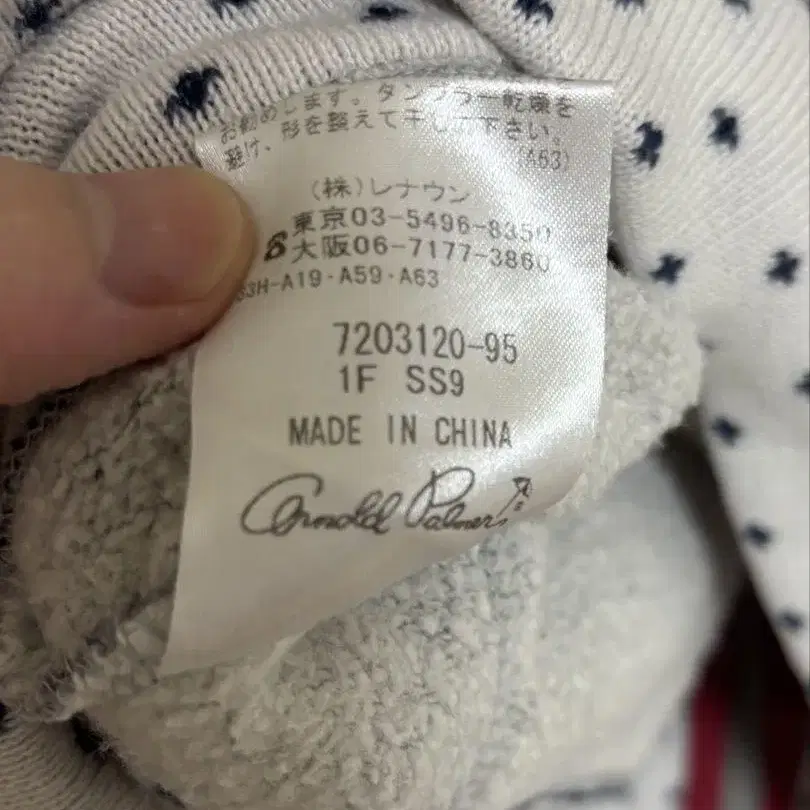 お勧めします。タンブラー乾燥を
避け、形を整えて干して下さい。
(A63)
(株)レナウン
東京03-5496-8350
大阪06-7177-3860
63H-A19・A59・A63
7203120-95
1F SS9
MADE IN CHINA
Arnold Palmer